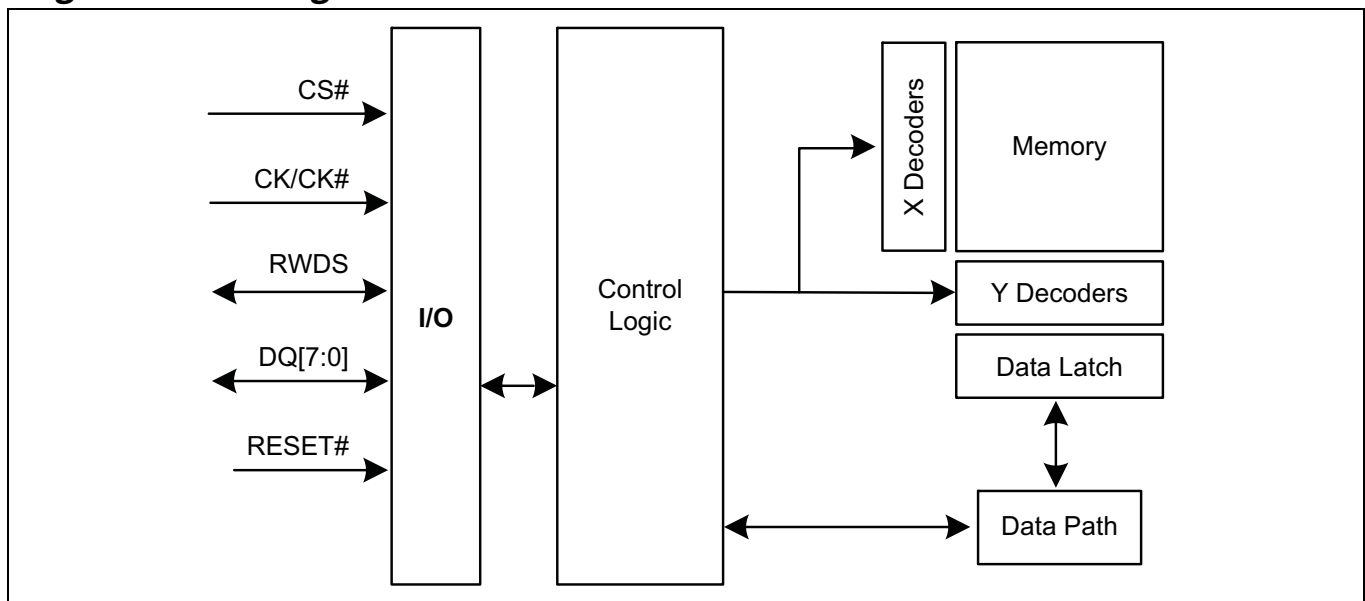 CS#
CK/CK#
RWDS
DQ[7:0]
RESET#
I/O
Control
Logic
X Decoders
Memory
Y Decoders
Data Latch
Data Path